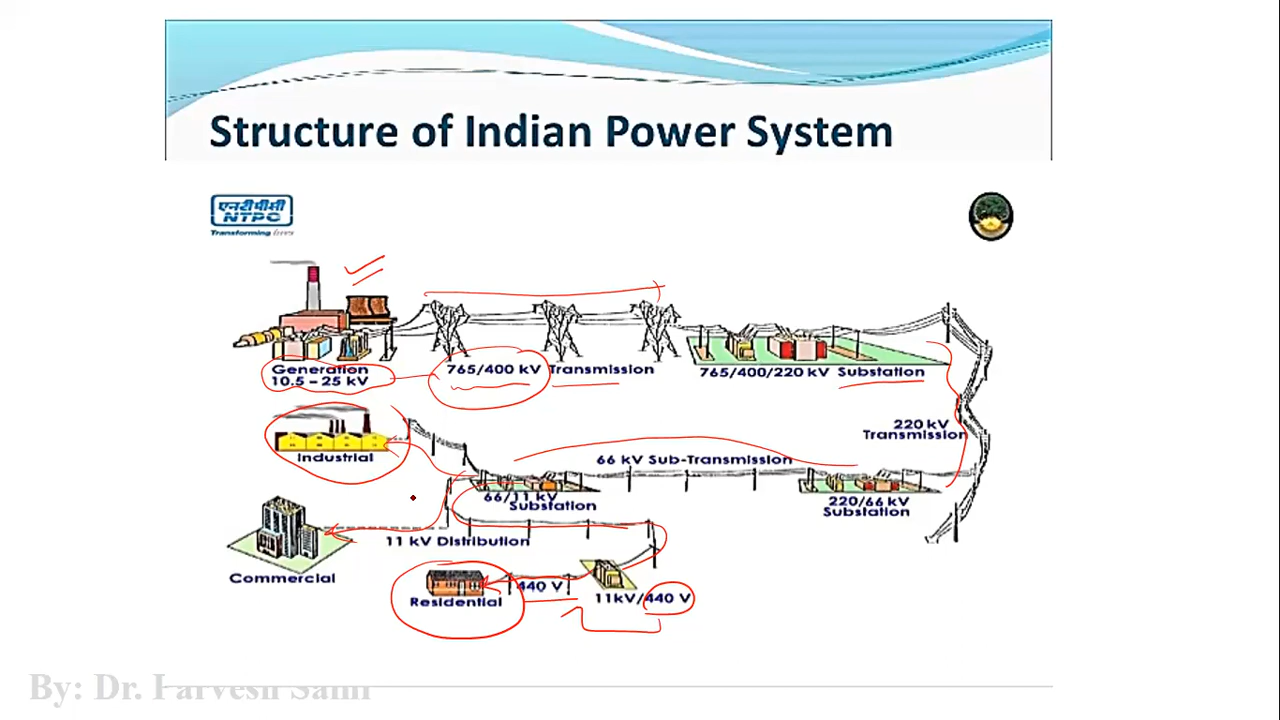 Structure of Indian Power System
एनटीपीसी
NTPC
Transforming lives
Generation
10.5 – 25 kV
765/400 kV Transmission
765/400/220 kV Substation
220 kV
Transmission
Industrial
66 kV Sub-Transmission
66/11 kV
Substation
220/66 kV
Substation
11 kV Distribution
Commercial
Residential
440 V
11kV/440 V
By: Dr.